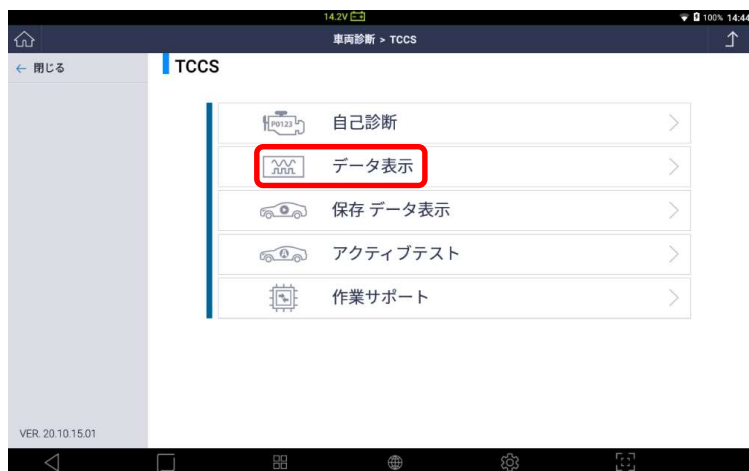 14.2V
100% 14:44
車両診断 > TCCS
← 閉じる
TCCS
P0123
自己診断
データ表示
保存 データ表示
アクティブテスト
作業サポート
VER. 20.10.15.01